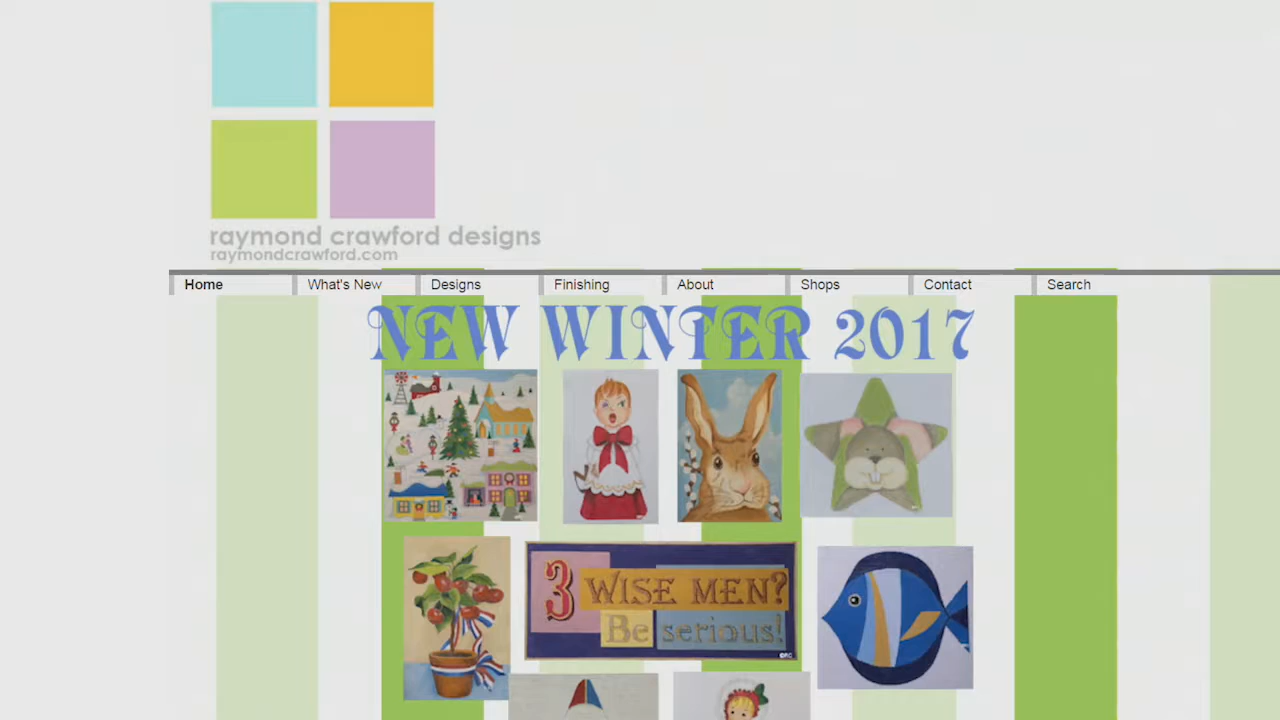 raymond crawford designs
raymondcrawford.com
Home What's New Designs Finishing About Shops Contact Search
NEW WINTER 2017
3 WISE MEN?
Be serious!
©RC